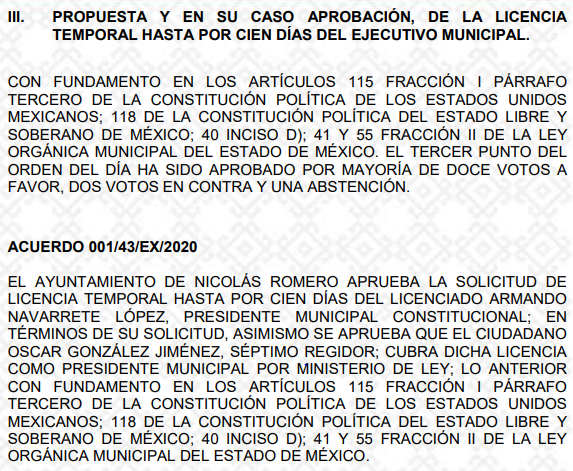 III. PROPUESTA Y EN SU CASO APROBACIÓN, DE LA LICENCIA
TEMPORAL HASTA POR CIEN DÍAS DEL EJECUTIVO MUNICIPAL.
CON FUNDAMENTO EN LOS ARTÍCULOS 115 FRACCIÓN I PÁRRAFO
TERCERO DE LA CONSTITUCIÓN POLÍTICA DE LOS ESTADOS UNIDOS
MEXICANOS; 118 DE LA CONSTITUCIÓN POLÍTICA DEL ESTADO LIBRE Y
SOBERANO DE MÉXICO; 40 INCISO D); 41 Y 55 FRACCIÓN II DE LA LEY
ORGÁNICA MUNICIPAL DEL ESTADO DE MÉXICO. EL TERCER PUNTO DEL
ORDEN DEL DÍA HA SIDO APROBADO POR MAYORÍA DE DOCE VOTOS A
FAVOR, DOS VOTOS EN CONTRA Y UNA ABSTENCIÓN.
ACUERDO 001/43/EX/2020
EL AYUNTAMIENTO DE NICOLÁS ROMERO APRUEBA LA SOLICITUD DE
LICENCIA TEMPORAL HASTA POR CIEN DÍAS DEL LICENCIADO ARMANDO
NAVARRETE LÓPEZ, PRESIDENTE MUNICIPAL CONSTITUCIONAL; EN
TÉRMINOS DE SU SOLICITUD, ASIMISMO SE APRUEBA QUE EL CIUDADANO
OSCAR GONZÁLEZ JIMÉNEZ, SÉPTIMO REGIDOR; CUBRA DICHA LICENCIA
COMO PRESIDENTE MUNICIPAL POR MINISTERIO DE LEY; LO ANTERIOR
CON FUNDAMENTO EN LOS ARTÍCULOS 115 FRACCIÓN I PÁRRAFO
TERCERO DE LA CONSTITUCIÓN POLÍTICA DE LOS ESTADOS UNIDOS
MEXICANOS; 118 DE LA CONSTITUCIÓN POLÍTICA DEL ESTADO LIBRE Y
SOBERANO DE MÉXICO; 40 INCISO D); 41 Y 55 FRACCIÓN II DE LA LEY
ORGÁNICA MUNICIPAL DEL ESTADO DE MÉXICO.